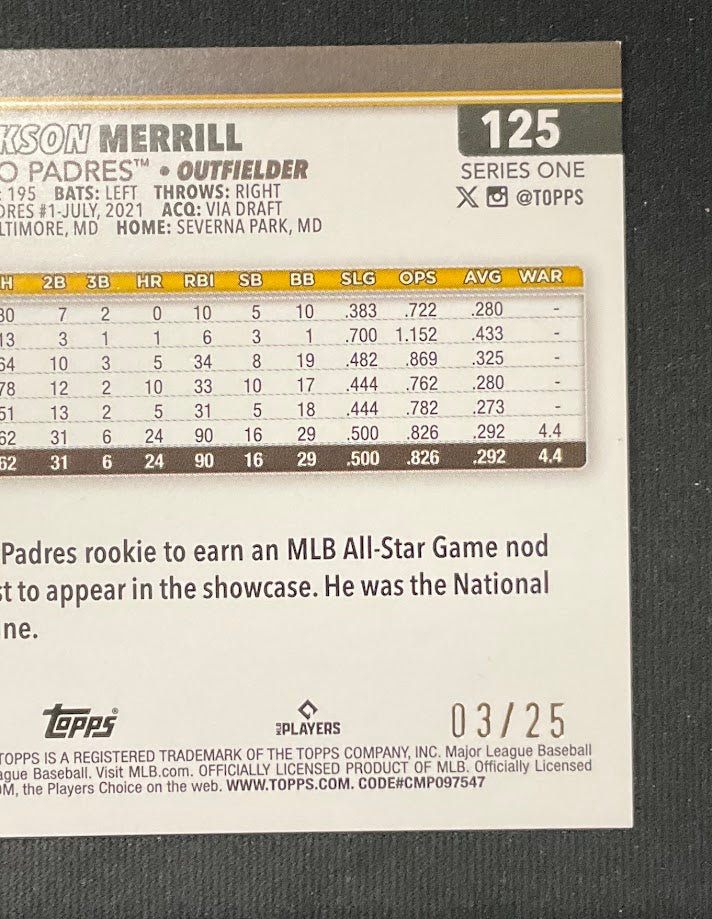 KSON MERRILL
125
O PADRES™ • OUTFIELDER
SERIES ONE
: 195 BATS: LEFT THROWS: RIGHT
@TOPPS
DRES #1-JULY, 2021 ACQ: VIA DRAFT
LTIMORE, MD HOME: SEVERNA PARK, MD
H 2B 3B HR RBI SB BB SLG OPS AVG WAR
80 7 2 0 10 5 10 .383 .722 .280 -
13 3 1 1 6 3 1 .700 1.152 .433 -
64 10 3 5 34 8 19 .482 .869 .325 -
78 12 2 10 33 10 17 .444 .762 .280 -
51 13 2 5 31 5 18 .444 .782 .273 -
62 31 6 24 90 16 29 .500 .826 .292 4.4
62 31 6 24 90 16 29 .500 .826 .292 4.4
Padres rookie to earn an MLB All-Star Game nod
st to appear in the showcase. He was the National
ne.
Topps®
MLB PLAYERS
03/25
TOPPS IS A REGISTERED TRADEMARK OF THE TOPPS COMPANY, INC. Major League Baseball
ague Baseball. Visit MLB.com. OFFICIALLY LICENSED PRODUCT OF MLB. Officially Licensed
OM, the Players Choice on the web. WWW.TOPPS.COM. CODE#CMP097547